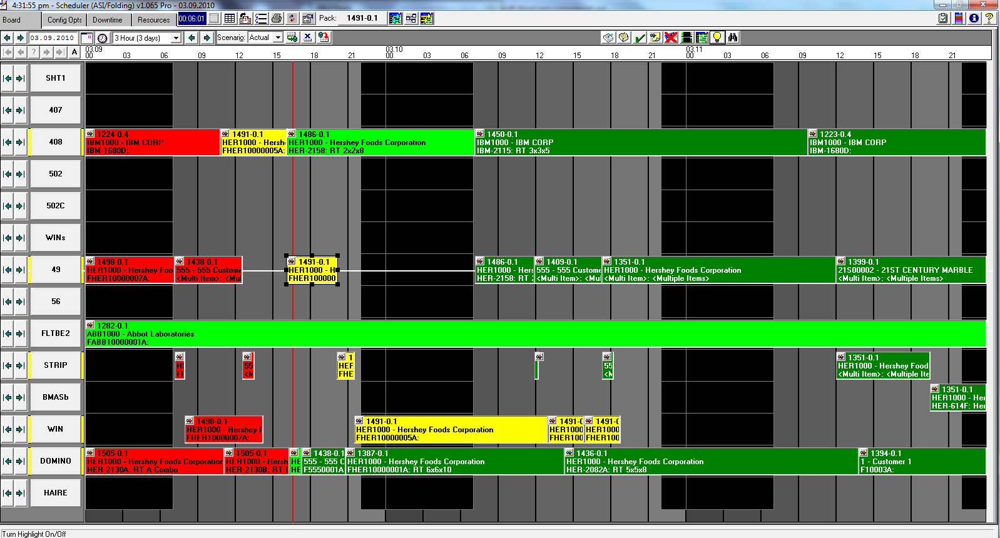 4:31:55 pm - Scheduler (ASI/Folding) v1.065 Pro - 03.09.2010
Board Config Opts Downtime Resources 00:06:01 Pack: 1491-0.1
03.09.2010 3 Hour (3 days) Scenario: Actual
A 03.09 03.10 03.11
00 03 06 09 12 15 18 21 00 03 06 09 12 15 18 21 00 03 06 09 12 15 18 21
SHT1
407
408
1224-0.4
IBM1000 - IBM CORP
IBM-1680D:
1491-0.1
HER1000 - Hersh
FHER10000005A:
1486-0.1
HER1000 - Hershey Foods Corporation
HER-2158: RT 2x2x8
1450-0.1
IBM1000 - IBM CORP
IBM-2115: RT 3x3x5
1223-0.4
IBM1000 - IBM CORP
IBM-1680D:
502
502C
WINs
49
1498-0.1
HER1000 - Hershey Foo
FHER10000007A:
1438-0.1
555 - 555 Custome
<Multi Item>: <Mul
1491-0.1
HER1000 - H
FHER100000
1486-0.1
HER1000 - Hers
HER-2158: RT 2
1409-0.1
555 - 555 Custome
<Multi Item>: <Mu
1351-0.1
HER1000 - Hershey Foods Corporation
<Multi Item>: <Multiple Items>
1399-0.1
21S00002 - 21ST CENTURY MARBLE
<Multi Item>: <Multiple Items>
56
FLTBE2
1282-0.1
ABB1000 - Abbot Laboratories
FABB10000001A:
STRIP
HI
FH
55
<M
1
HEF
FHE
55
<M
1351-0.1
HER1000 - Hershey Food
<Multi Item>: <Multiple Ite
BMASb
1351-0.1
HER1000 - Her
HER-614F: Her
WIN
1498-0.1
HER1000 - Hershey F
FHER10000007A:
1491-0.1
HER1000 - Hershey Foods Corporation
FHER10000005A:
1491-0
HER100
FHER100
1491-0
HER1000
FHER100
DOMINO
1505-0.1
HER1000 - Hershey Foods Corporation
HER-2130A: RT A Combo
1505-0.1
HER1000 - Hersh
HER-2130B: RT B
HE
HE
1438-0.1
555 - 555 C
F5550001A
1387-0.1
HER1000 - Hershey Foods Corporation
FHER10000001A: RT 6x6x10
1436-0.1
HER1000 - Hershey Foods Corporation
HER-2082A: RT 5x5x8
1394-0.1
1 - Customer 1
F10003A:
HAIRE
Turn Highlight On/Off